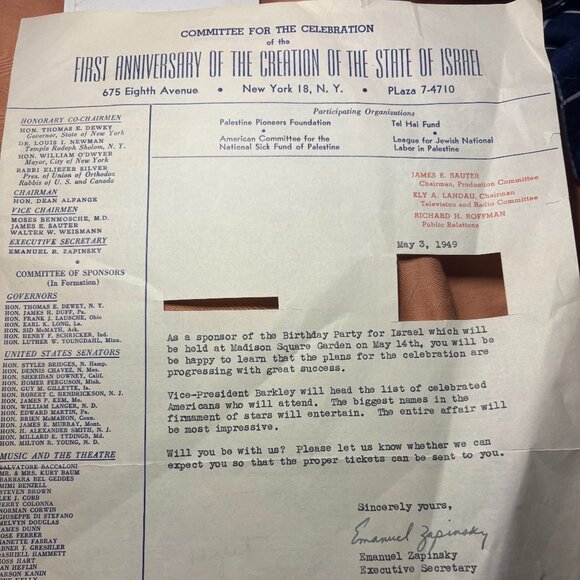 COMMITTEE FOR THE CELEBRATION
of the
FIRST ANNIVERSARY OF THE CREATION OF THE STATE OF ISRAEL
675 Eighth Avenue • New York 18, N. Y. • PLaza 7-4710
HONORARY CO-CHAIRMEN
HON. THOMAS E. DEWEY
Governor, State of New York
DR. LOUIS I. NEWMAN
Temple Rodeph Sholom, N. Y.
HON. WILLIAM O'DWYER
Mayor, City of New York
RABBI ELIEZER SILVER
Pres. of Union of Orthodox
Rabbis of U. S. and Canada
CHAIRMAN
HON. DEAN ALFANGE
VICE CHAIRMEN
MOSES BENMOSCHE, M.D.
JAMES E. SAUTER
WALTER W. WEISMANN
EXECUTIVE SECRETARY
EMANUEL R. ZAPINSKY
•
COMMITTEE OF SPONSORS
(In Formation)
GOVERNORS
HON. THOMAS E. DEWEY, N. Y.
HON. JAMES H. DUFF, Pa.
HON. FRANK J. LAUSCHE, Ohio
HON. EARL K. LONG, La.
HON. SID McMATH, Ark.
HON. HENRY F. SCHRICKER, Ind.
HON. LUTHER W. YOUNGDAHL, Minn.
UNITED STATES SENATORS
HON. STYLES BRIDGES, N. Hamp.
HON. DENNIS CHAVEZ, N. Mex.
HON. SHERIDAN DOWNEY, Calif.
HON. HOMER FERGUSON, Mich.
HON. GUY M. GILLETTE, Ia.
HON. ROBERT C. HENDRICKSON, N. J.
HON. JAMES P. KEM, Mo.
HON. WILLIAM LANGER, N. D.
HON. EDWARD MARTIN, Pa.
HON. BRIEN McMAHON, Conn.
HON. JAMES E. MURRAY, Mont.
HON. H. ALEXANDER SMITH, N. J.
HON. MILLARD E. TYDINGS, Md.
HON. MILTON R. YOUNG, N. D.
MUSIC AND THE THEATRE
SALVATORE BACCALONI
MR. & MRS. KURT BAUM
BARBARA BEL GEDDES
MIMI BENZELL
STEVEN BROWN
LEE J. COBB
JERRY COLONNA
NORMAN CORWIN
GIUSEPPE DI STEFANO
MELVYN DOUGLAS
JAMES DUNN
JOSE FERRER
NANETTE FABRAY
ABNER J. GRESHLER
DASHIELL HAMMETT
MOSS HART
VAN HEFLIN
GARSON KANIN
Participating Organizations
Palestine Pioneers Foundation
•
American Committee for the
National Sick Fund of Palestine
Tel Hai Fund
•
League for Jewish National
Labor in Palestine
JAMES E. SAUTER
Chairman, Production Committee
ELY A. LANDAU, Chairman
Television and Radio Committee
RICHARD H. ROFFMAN
Public Relations
May 3, 1949
As a sponsor of the Birthday Party for Israel which will
be held at Madison Square Garden on May 14th, you will be
be happy to learn that the plans for the celebration are
progressing with great success.
Vice-President Barkley will head the list of celebrated
Americans who will attend. The biggest names in the
firmament of stars will entertain. The entire affair will
be most impressive.
Will you be with us? Please let us know whether we can
expect you so that the proper tickets can be sent to you.
Sincerely yours,
Emanuel Zapinsky
Emanuel Zapinsky
Executive Secretary